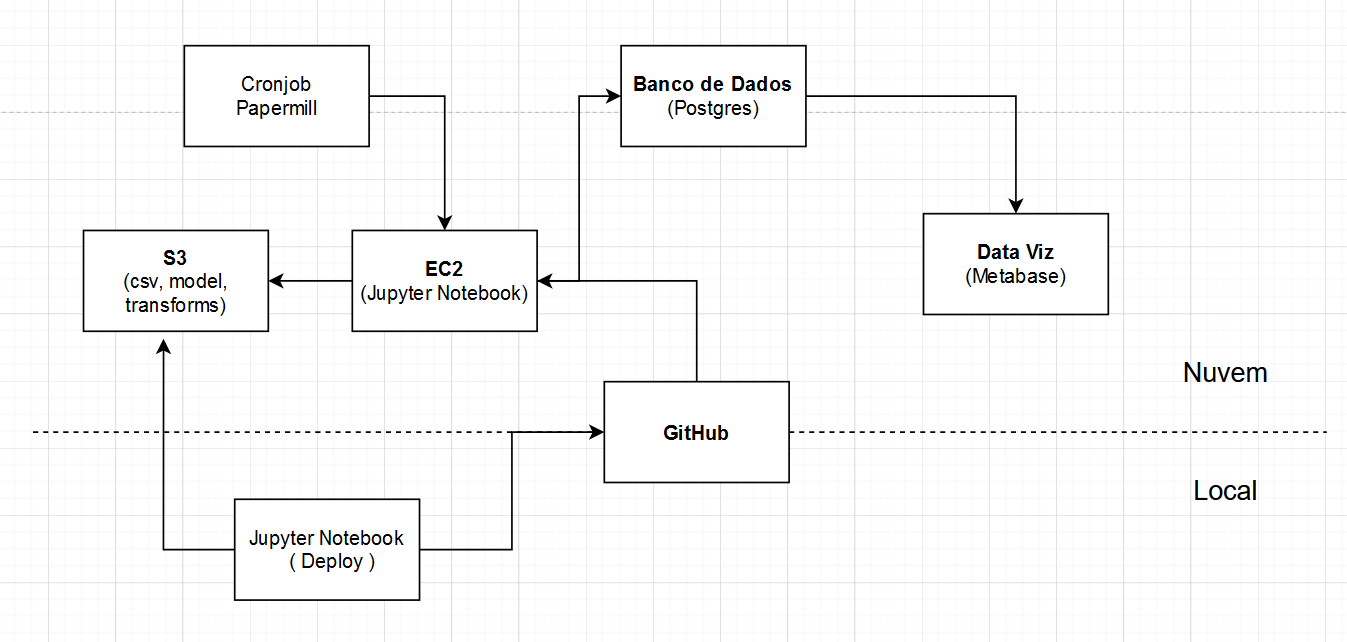 Cronjob
Papermill
Banco de Dados
(Postgres)
S3
(csv, model,
transforms)
EC2
(Jupyter Notebook)
Data Viz
(Metabase)
Nuvem
GitHub
Local
Jupyter Notebook
( Deploy )